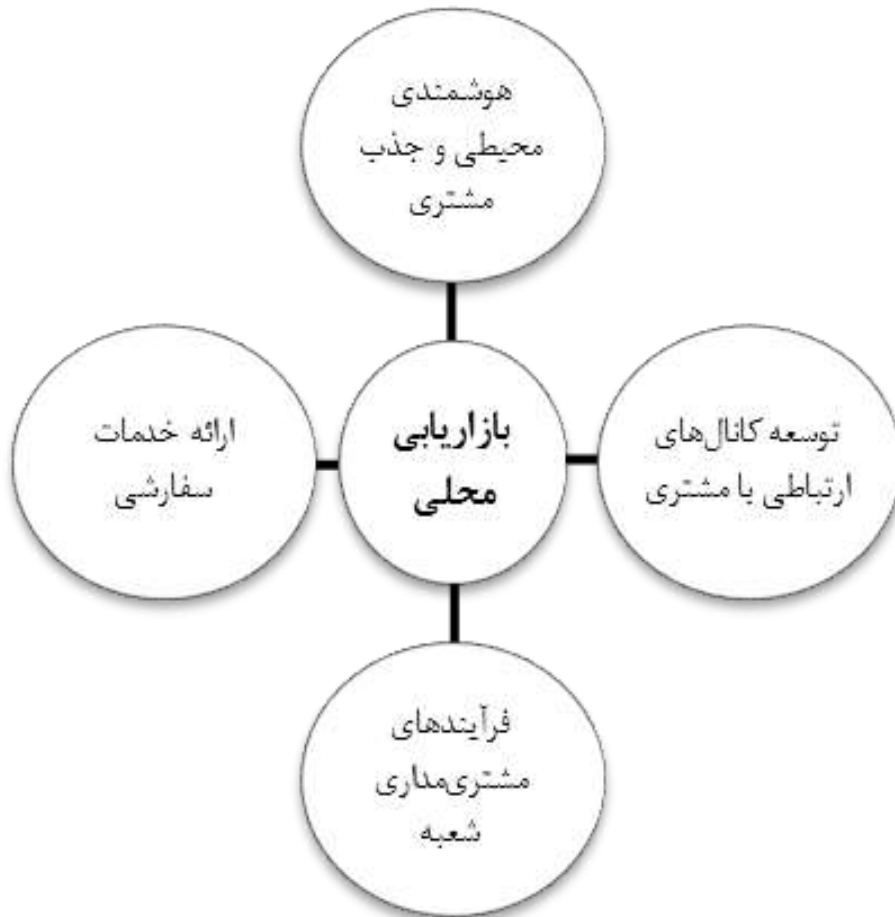 هوشمندی
محیطی و جذب
مشتری
توسعه کانال‌های
ارتباطی با مشتری
بازاریابی
محلی
ارائه خدمات
سفارشی
فرآیندهای
مشتری‌مداری
شعبه